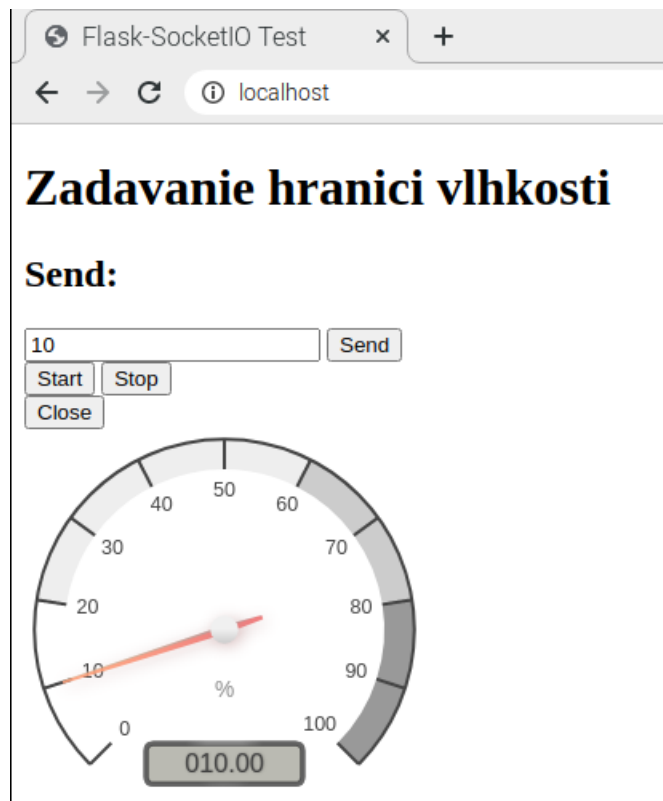 Flask-SocketIO Test
localhost
Zadavanie hranici vlhkosti
Send:
10 Send
Start Stop
Close
50
40 60
30 70
20 80
10 90
%
0 100
010.00